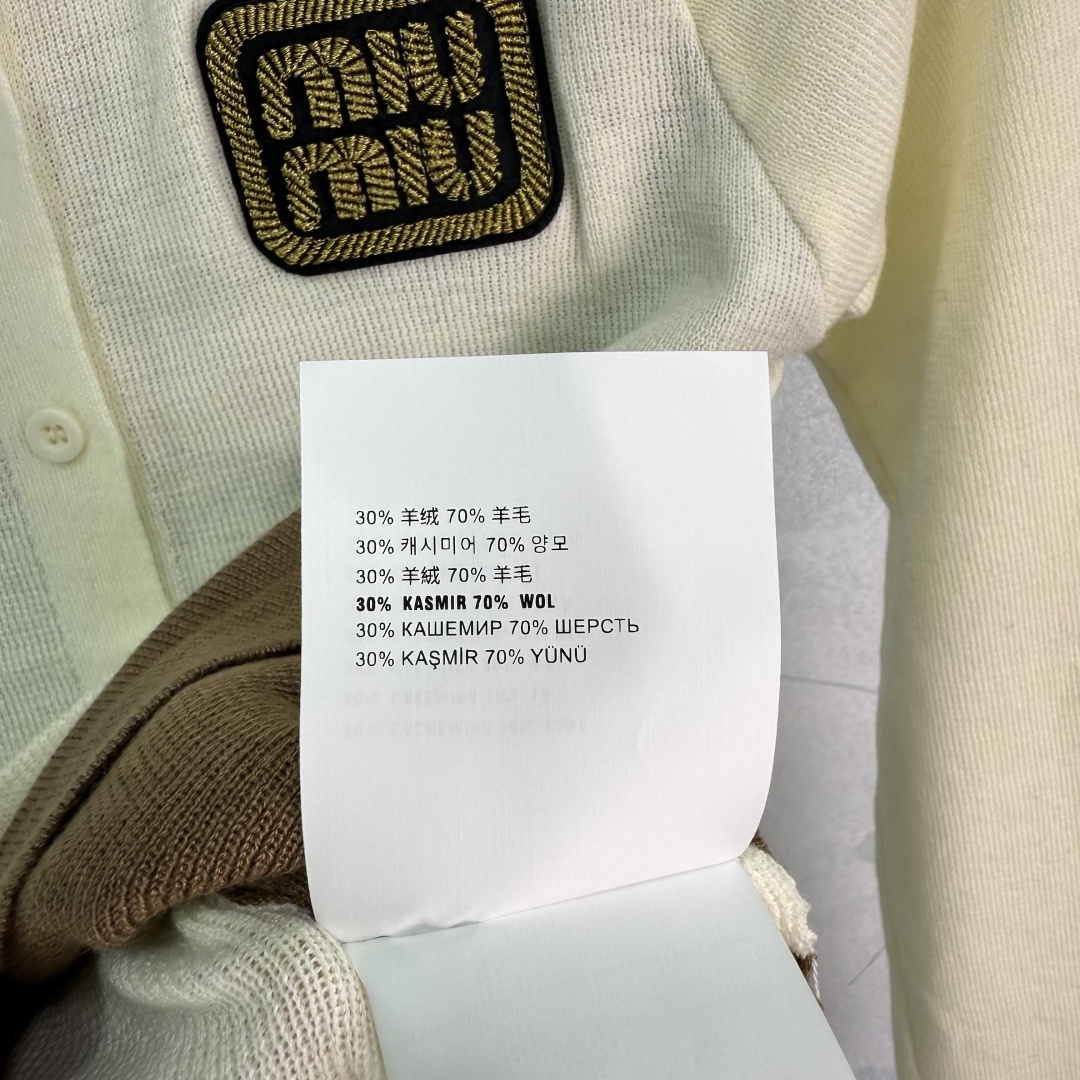 miu
miu
30% 羊绒 70% 羊毛
30% 캐시미어 70% 양모
30% 羊絨 70% 羊毛
30% KASMIR 70% WOL
30% КАШЕМИР 70% ШЕРСТЬ
30% KAŞMİR 70% YÜNÜ